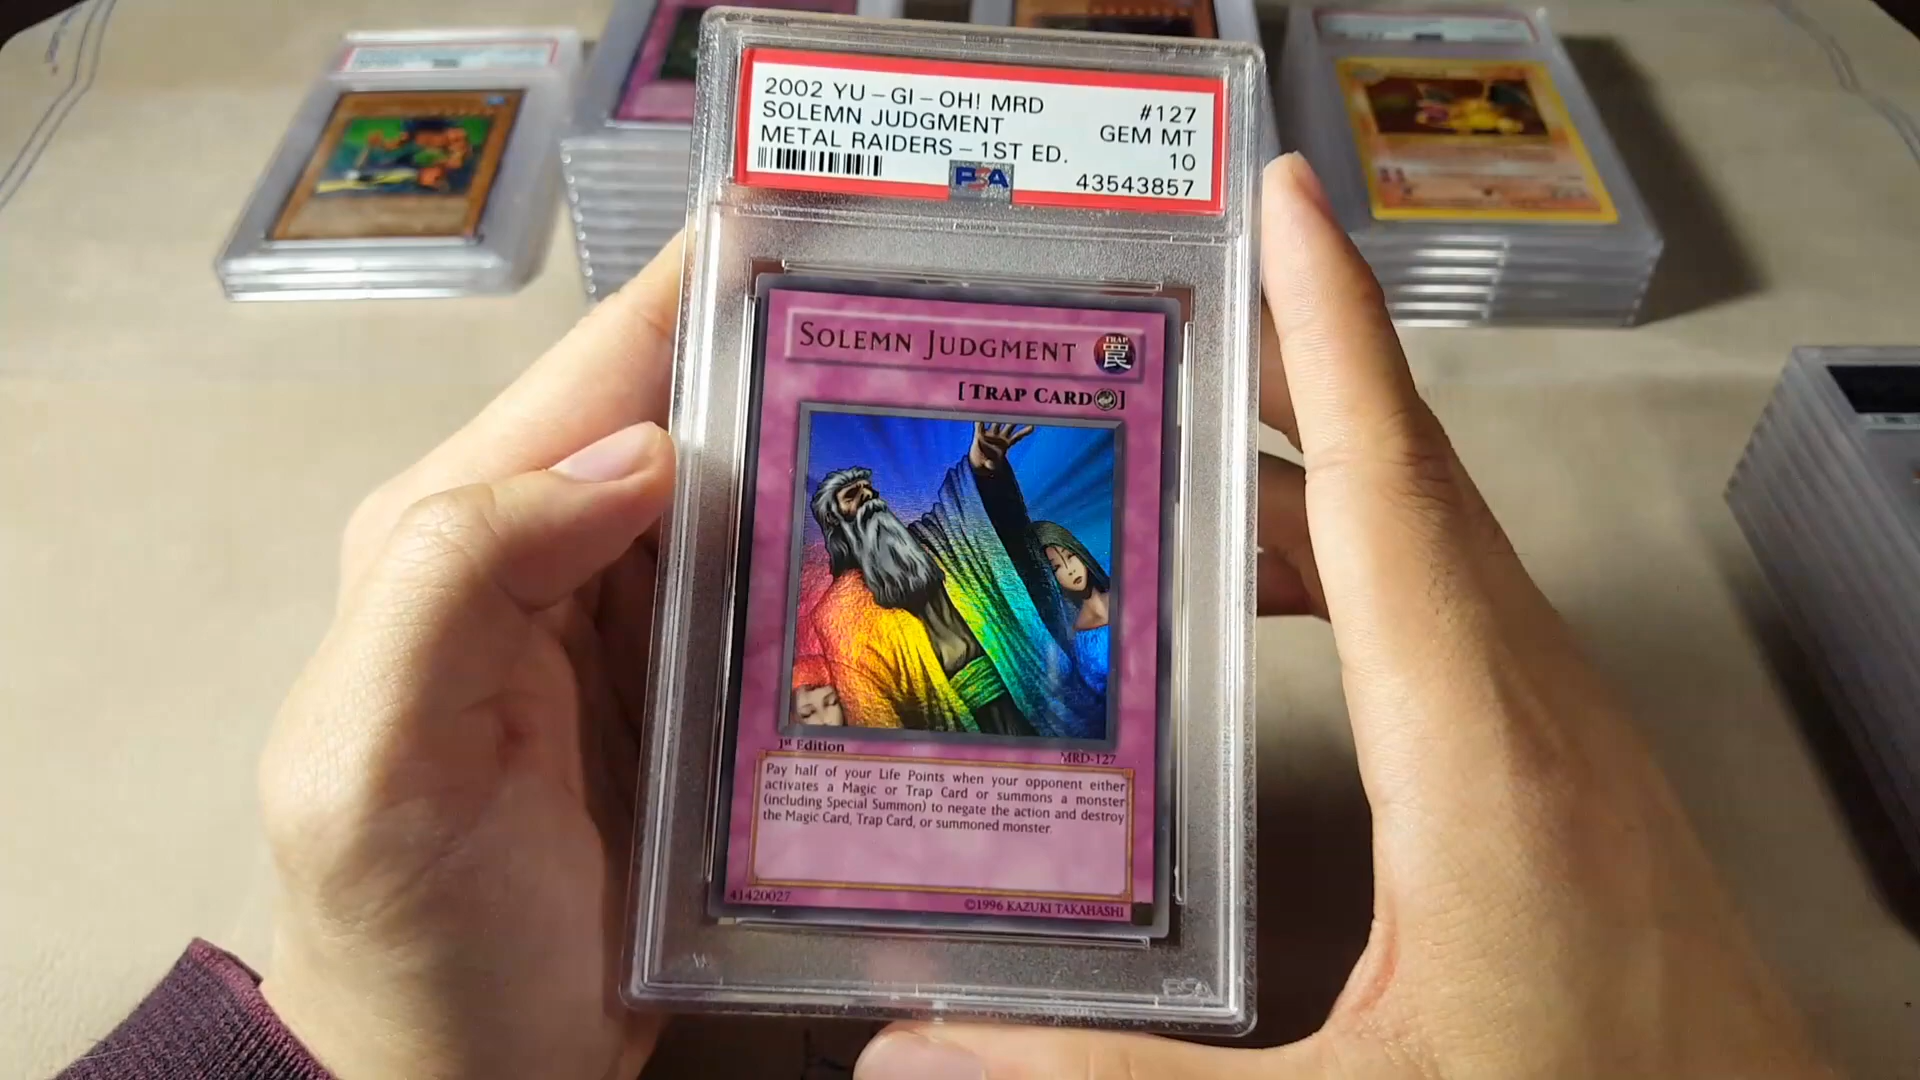 2002 YU-GI-OH! MRD #127
SOLEMN JUDGMENT GEM MT
METAL RAIDERS-1ST ED. 10
PSA 43543857
SOLEMN JUDGMENT
TRAP
罠
[TRAP CARD]
1st Edition
MRD-127
Pay half of your Life Points when your opponent either
activates a Magic or Trap Card or summons a monster
(including Special Summon) to negate the action and destroy
the Magic Card, Trap Card, or summoned monster.
41420027
©1996 KAZUKI TAKAHASHI